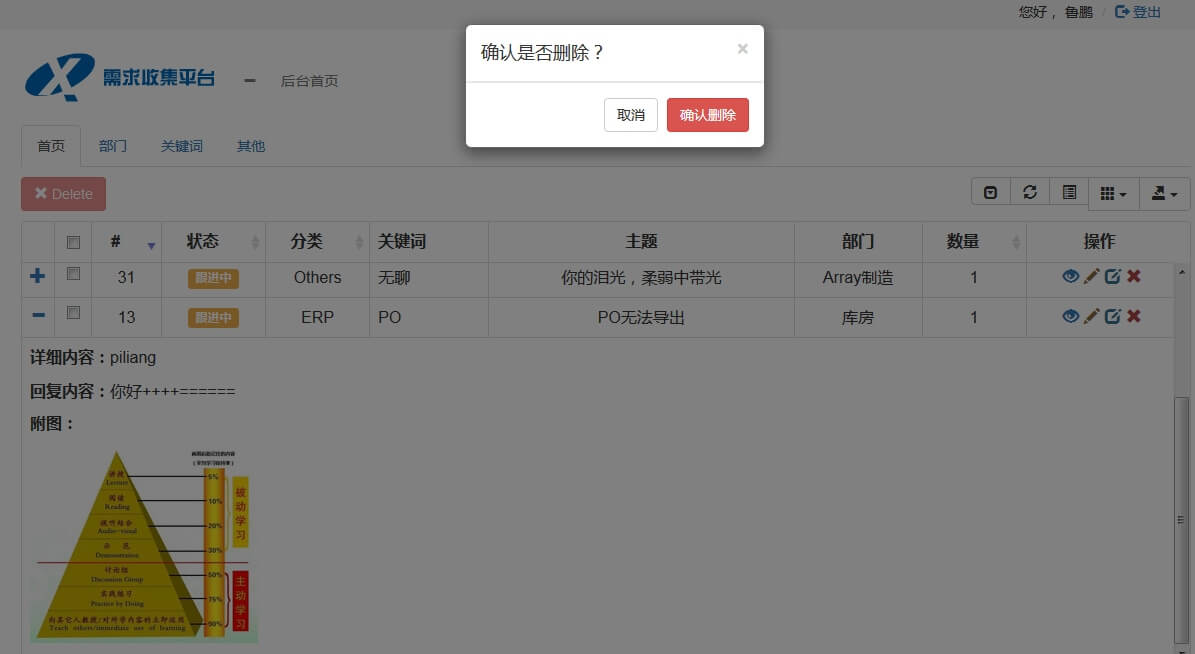 您好， 鲁鹏 / 登出
确认是否删除？ ×
取消 确认删除
需求收集平台 — 后台首页
首页 部门 关键词 其他
Delete
# 状态 分类 关键词 主题 部门 数量 操作
31 跟进中 Others 无聊 你的泪光，柔弱中带光 Array制造 1
13 跟进中 ERP PO PO无法导出 库房 1
详细内容：piliang
回复内容：你好++++======
附图：
讲授 5%
Lecture
阅读 10%
Reading
视听结合 20%
Audio-visual
示 范 30%
Demonstration
讨论组 50%
Discussion Group
实践练习 75%
Practice by Doing
向其它人教授/对所学内容的立即运用 90%
Teach others/immediate use of learning
被动学习
主动学习